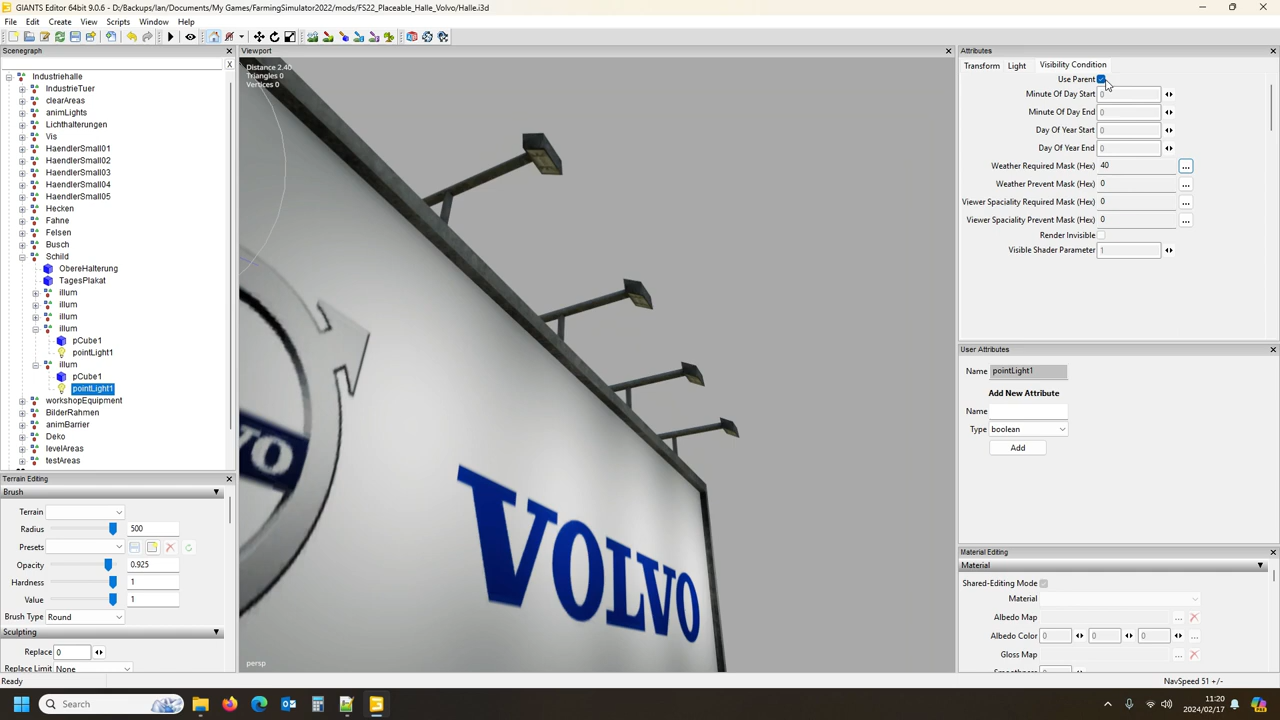 GIANTS Editor 64bit 9.0.6 - D:/Backups/Ian/Documents/My Games/FarmingSimulator2022/mods/FS22_Placeable_Halle_Volvo/Halle.i3d
File Edit Create View Scripts Window Help
Scenegraph
X
Industriehalle
IndustrieTuer
clearAreas
animLights
Lichthalterungen
Vis
HaendlerSmall01
HaendlerSmall02
HaendlerSmall03
HaendlerSmall04
HaendlerSmall05
Hecken
Fahne
Felsen
Busch
Schild
ObereHalterung
TagesPlakat
illum
illum
illum
illum
pCube1
pointLight1
illum
pCube1
pointLight1
workshopEquipment
BilderRahmen
animBarrier
Deko
levelAreas
testAreas
Terrain Editing
Brush
Terrain
Radius 500
Presets
Opacity 0.925
Hardness 1
Value 1
Brush Type Round
Sculpting
Replace 0
Replace Limit None
Viewport
Distance 2.40
Triangles 0
Vertices 0
VO
VOLVO
persp
Attributes
Transform Light Visibility Condition
Use Parent
Minute Of Day Start 0
Minute Of Day End 0
Day Of Year Start 0
Day Of Year End 0
Weather Required Mask (Hex) 40 ...
Weather Prevent Mask (Hex) 0 ...
Viewer Spaciality Required Mask (Hex) 0 ...
Viewer Spaciality Prevent Mask (Hex) 0 ...
Render Invisible
Visible Shader Parameter 1
User Attributes
Name pointLight1
Add New Attribute
Name
Type boolean
Add
Material Editing
Material
Shared-Editing Mode
Material
Albedo Map ...
Albedo Color 0 0 0 ...
Gloss Map ...
Ready
NavSpeed 51 +/-
Search
11:20
2024/02/17